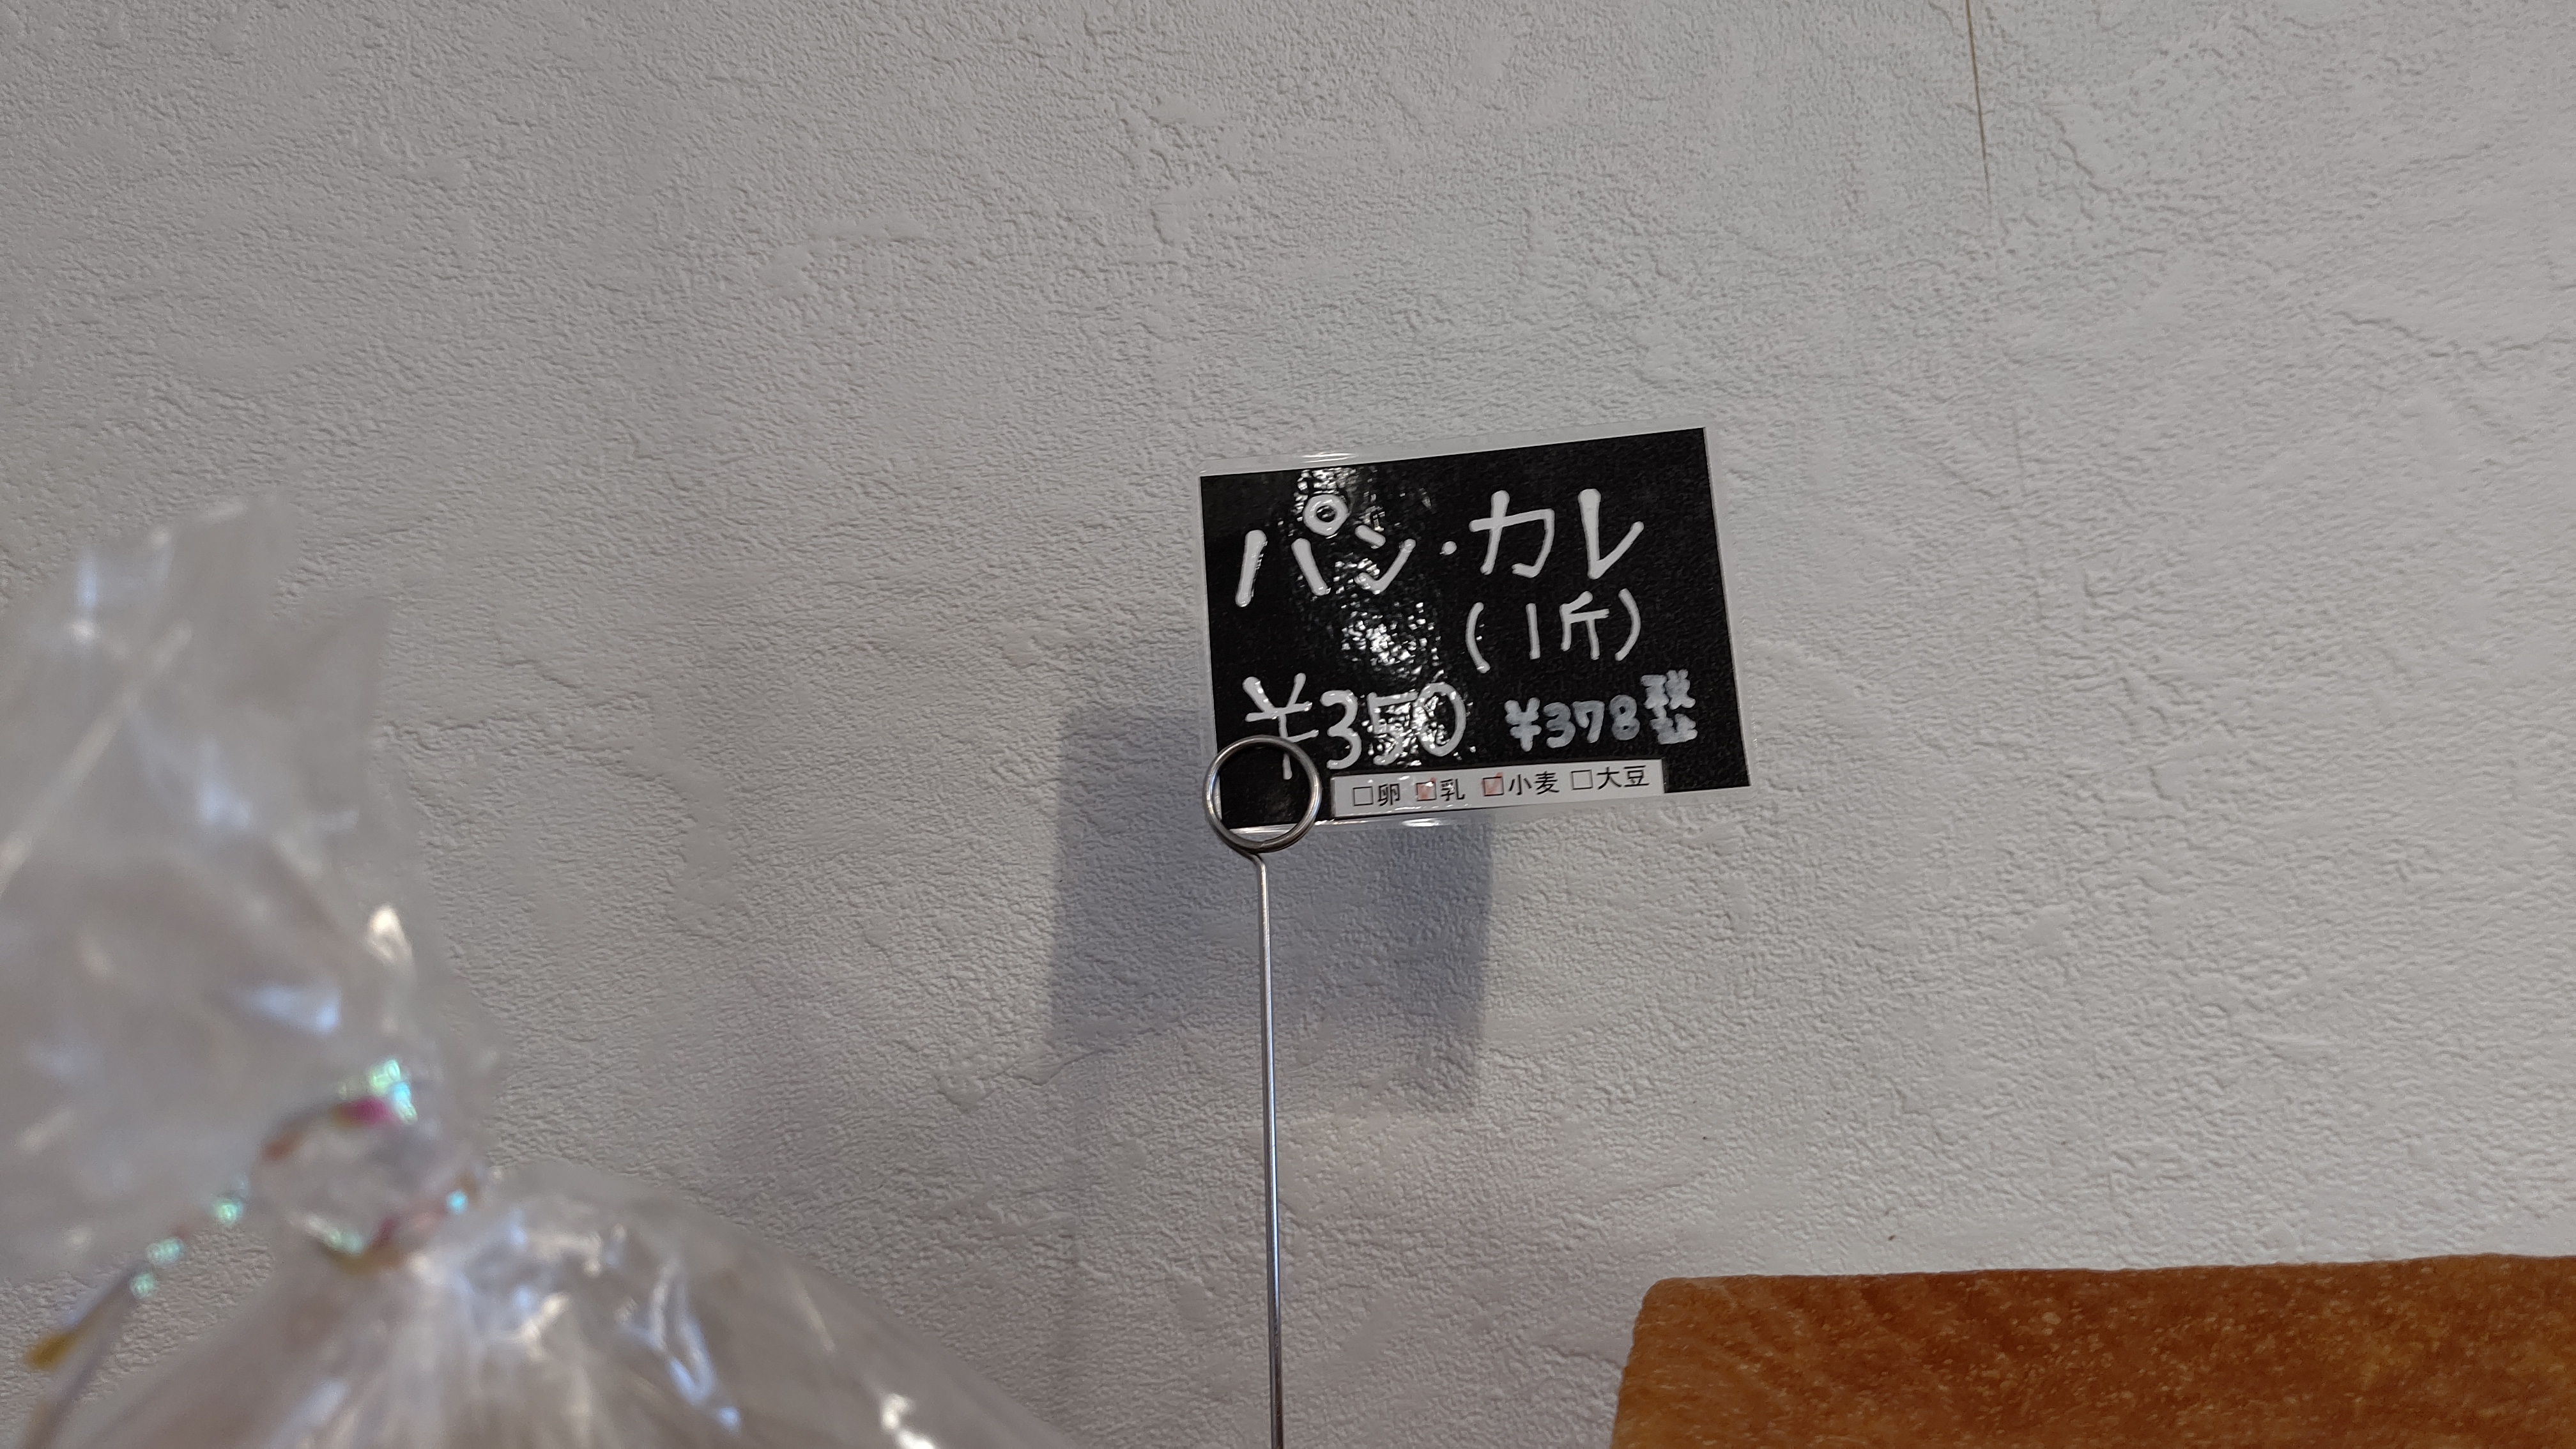 パン・カレ
(1斤)
¥350 ¥378税込
□卵 ☑乳 ☑小麦 □大豆